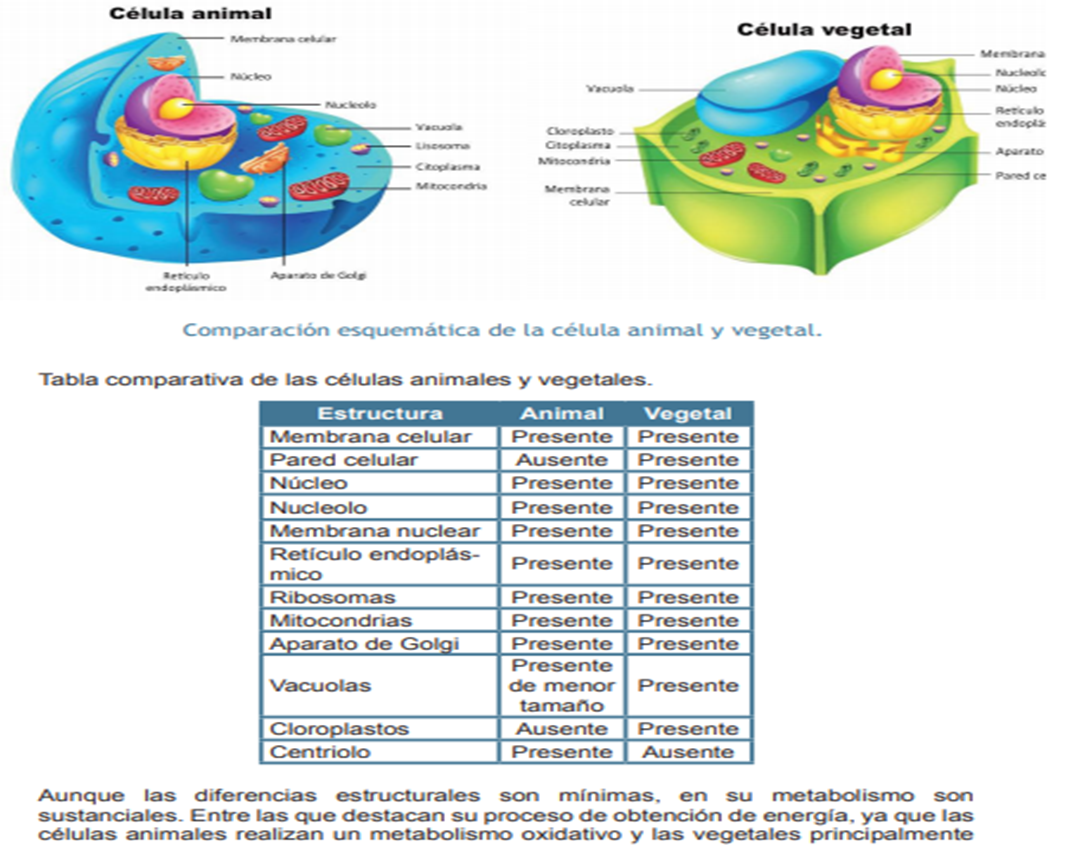 Célula animal
Membrana celular
Núcleo
Nucleolo
Vacuola
Lisosoma
Citoplasma
Mitocondria
Retículo
endoplásmico
Aparato de Golgi
Célula vegetal
Vacuola
Cloroplasto
Citoplasma
Mitocondria
Membrana
celular
Membrana
Nucleolo
Núcleo
Retículo
endoplás
Aparato
Pared ce
Comparación esquemática de la célula animal y vegetal.
Tabla comparativa de las células animales y vegetales.
Estructura Animal Vegetal
Membrana celular Presente Presente
Pared celular Ausente Presente
Núcleo Presente Presente
Nucleolo Presente Presente
Membrana nuclear Presente Presente
Retículo endoplás-
mico Presente Presente
Ribosomas Presente Presente
Mitocondrias Presente Presente
Aparato de Golgi Presente Presente
Vacuolas Presente de menor tamaño Presente
Cloroplastos Ausente Presente
Centriolo Presente Ausente
Aunque las diferencias estructurales son mínimas, en su metabolismo son
sustanciales. Entre las que destacan su proceso de obtención de energía, ya que las
células animales realizan un metabolismo oxidativo y las vegetales principalmente